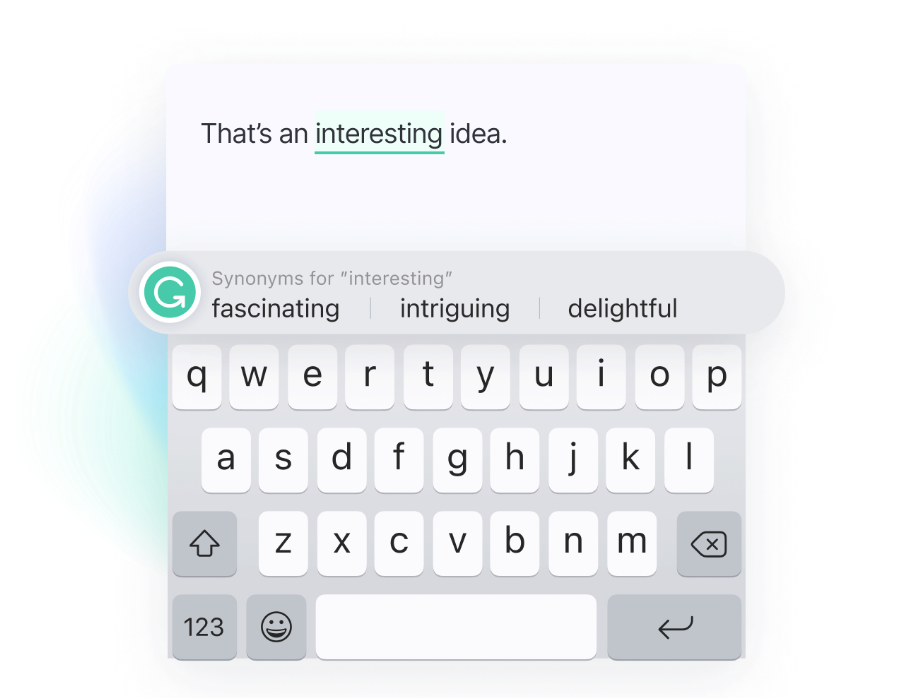 That’s an interesting idea.
Synonyms for ”interesting”
fascinating intriguing delightful
q w e r t y u i o p
a s d f g h j k l
z x c v b n m
123